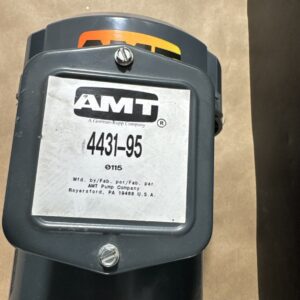 AMT
AMT
A Gorman-Rupp Company
®
4431-95
0115
Mfd. by/Fab. por/Fab. par
AMT Pump Company
Royersford, PA 19468 U.S.A.